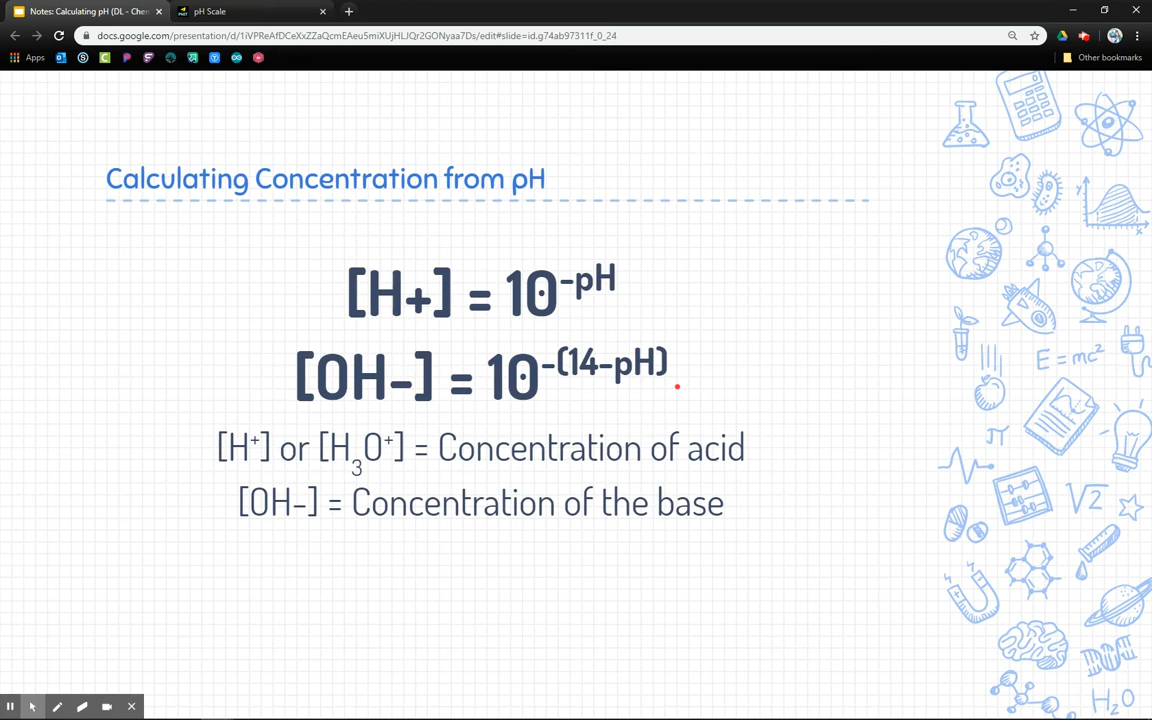 Notes: Calculating pH (DL - Chem
pH Scale
docs.google.com/presentation/d/1iVPReAfDCeXxZZaQcmEAeu5miXUjHLJQr2GONyaa7Ds/edit#slide=id.g74ab97311f_0_24
Apps
Other bookmarks
Calculating Concentration from pH
[H+] = 10^-pH
[OH-] = 10^-(14-pH)
[H⁺] or [H₃O⁺] = Concentration of acid
[OH-] = Concentration of the base
y
x
E=mc²
π
√2
H₂O